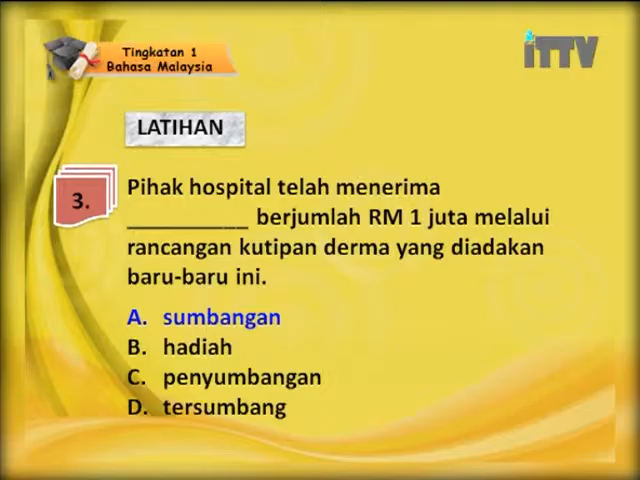 Tingkatan 1
Bahasa Malaysia
iTTV
LATIHAN
3.
Pihak hospital telah menerima
__________ berjumlah RM 1 juta melalui
rancangan kutipan derma yang diadakan
baru-baru ini.
A. sumbangan
B. hadiah
C. penyumbangan
D. tersumbang